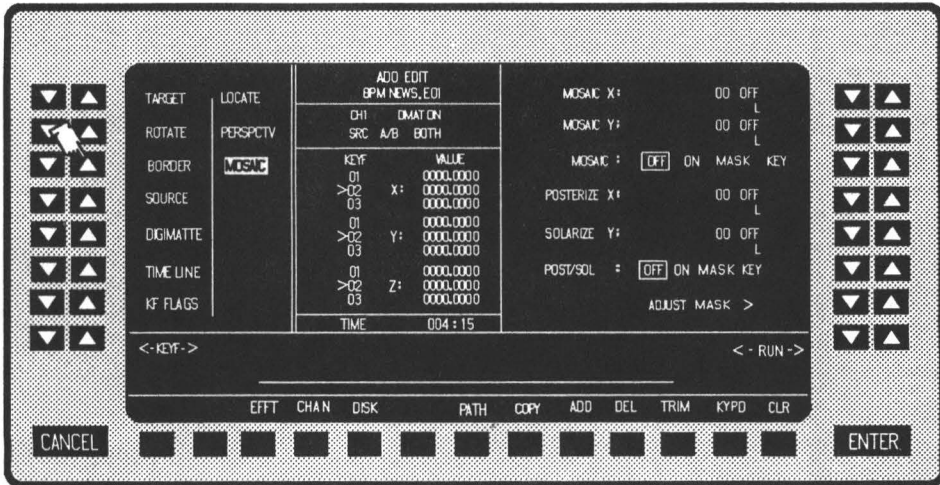 ADO EDIT
BPM NEWS.E01
CH1 DMAT ON
SRC A/B BOTH
TARGET LOCATE
ROTATE PERSPCTV
BORDER MOSAIC
SOURCE
DIGIMATTE
TIME LINE
KF FLAGS
KEYF VALUE
01 0000.0000
>02 X: 0000.0000
03 0000.0000
01 0000.0000
>02 Y: 0000.0000
03 0000.0000
01 0000.0000
>02 Z: 0000.0000
03 0000.0000
TIME 004:15
MOSAIC X: 00 OFF
L
MOSAIC Y: 00 OFF
L
MOSAIC : OFF ON MASK KEY
POSTERIZE X: 00 OFF
L
SOLARIZE Y: 00 OFF
L
POST/SOL : OFF ON MASK KEY
ADJUST MASK >
<-KEYF-> <-RUN->
EFFT CHAN DISK PATH COPY ADD DEL TRIM KYPD CLR
CANCEL ENTER